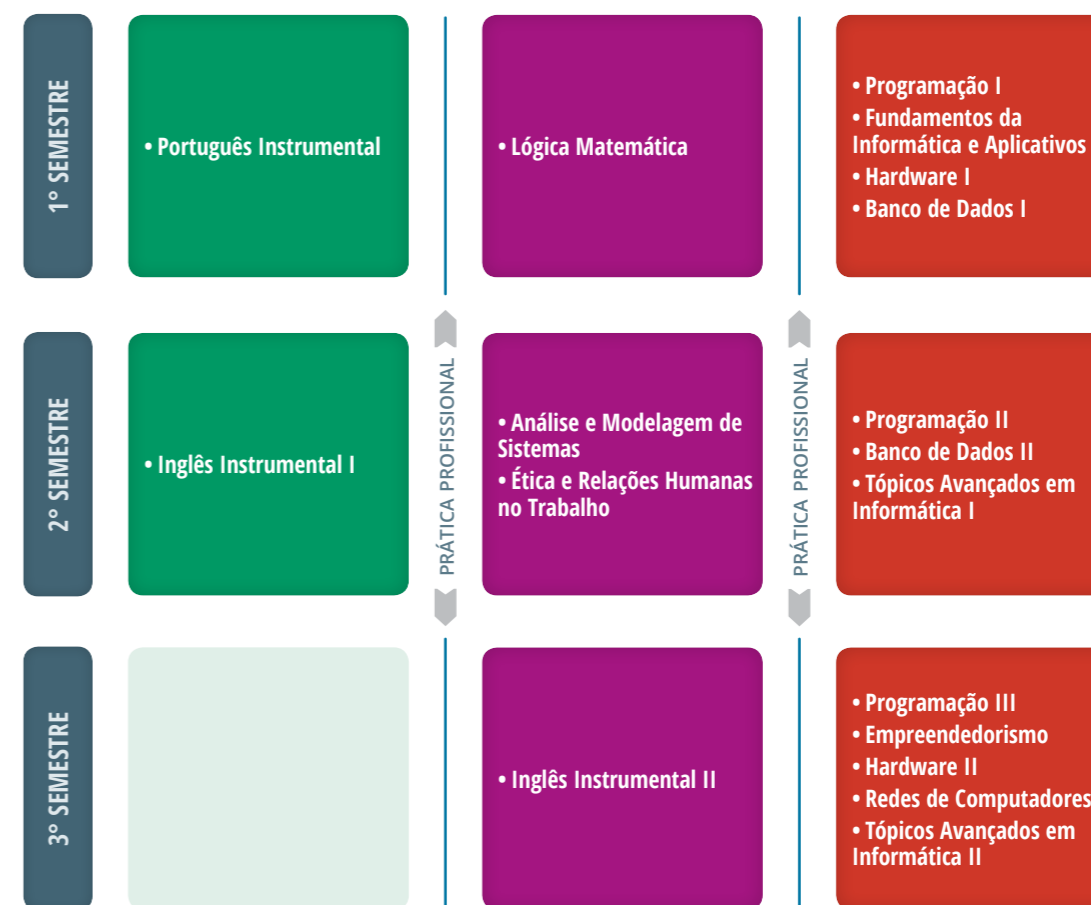 1° SEMESTRE
• Português Instrumental
• Lógica Matemática
• Programação I
• Fundamentos da
Informática e Aplicativos
• Hardware I
• Banco de Dados I
2° SEMESTRE
• Inglês Instrumental I
PRÁTICA PROFISSIONAL
• Análise e Modelagem de
Sistemas
• Ética e Relações Humanas
no Trabalho
PRÁTICA PROFISSIONAL
• Programação II
• Banco de Dados II
• Tópicos Avançados em
Informática I
3° SEMESTRE
• Inglês Instrumental II
• Programação III
• Empreendedorismo
• Hardware II
• Redes de Computadores
• Tópicos Avançados em
Informática II